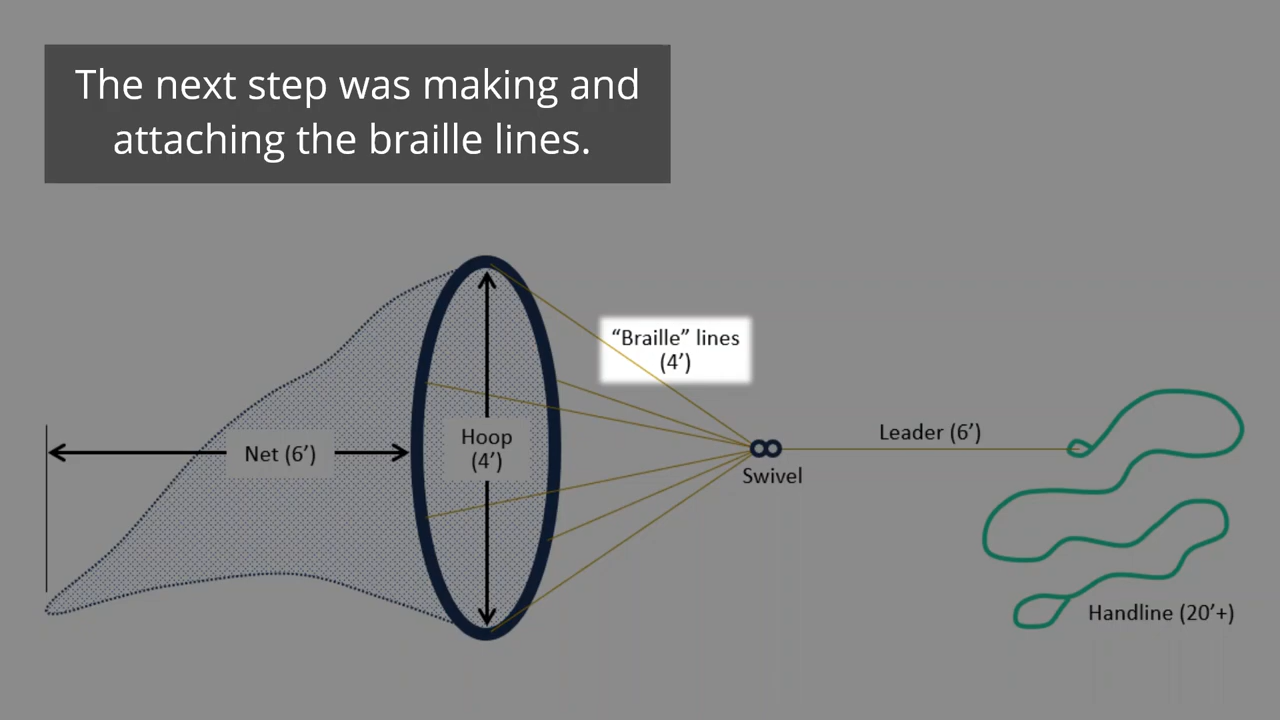 The next step was making and
attaching the braille lines.
“Braille” lines
(4’)
Leader (6’)
Hoop
(4’)
Net (6’)
Swivel
Handline (20’+)